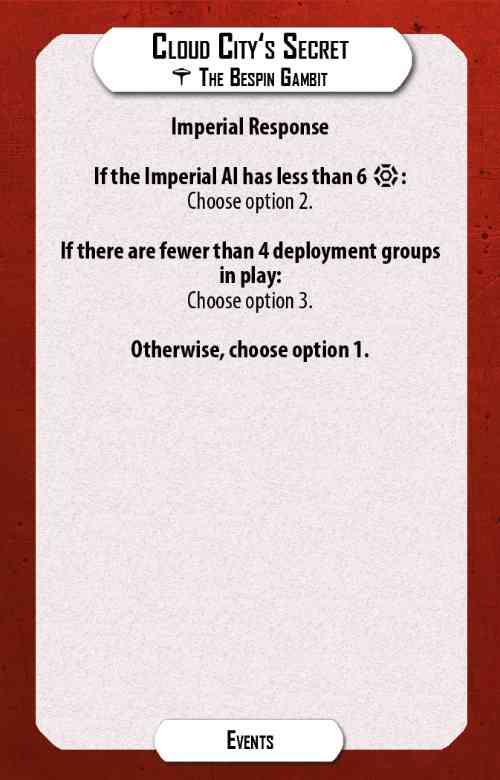 Cloud City‘s Secret
The Bespin Gambit
Imperial Response
If the Imperial AI has less than 6 :
Choose option 2.
If there are fewer than 4 deployment groups
in play:
Choose option 3.
Otherwise, choose option 1.
Events